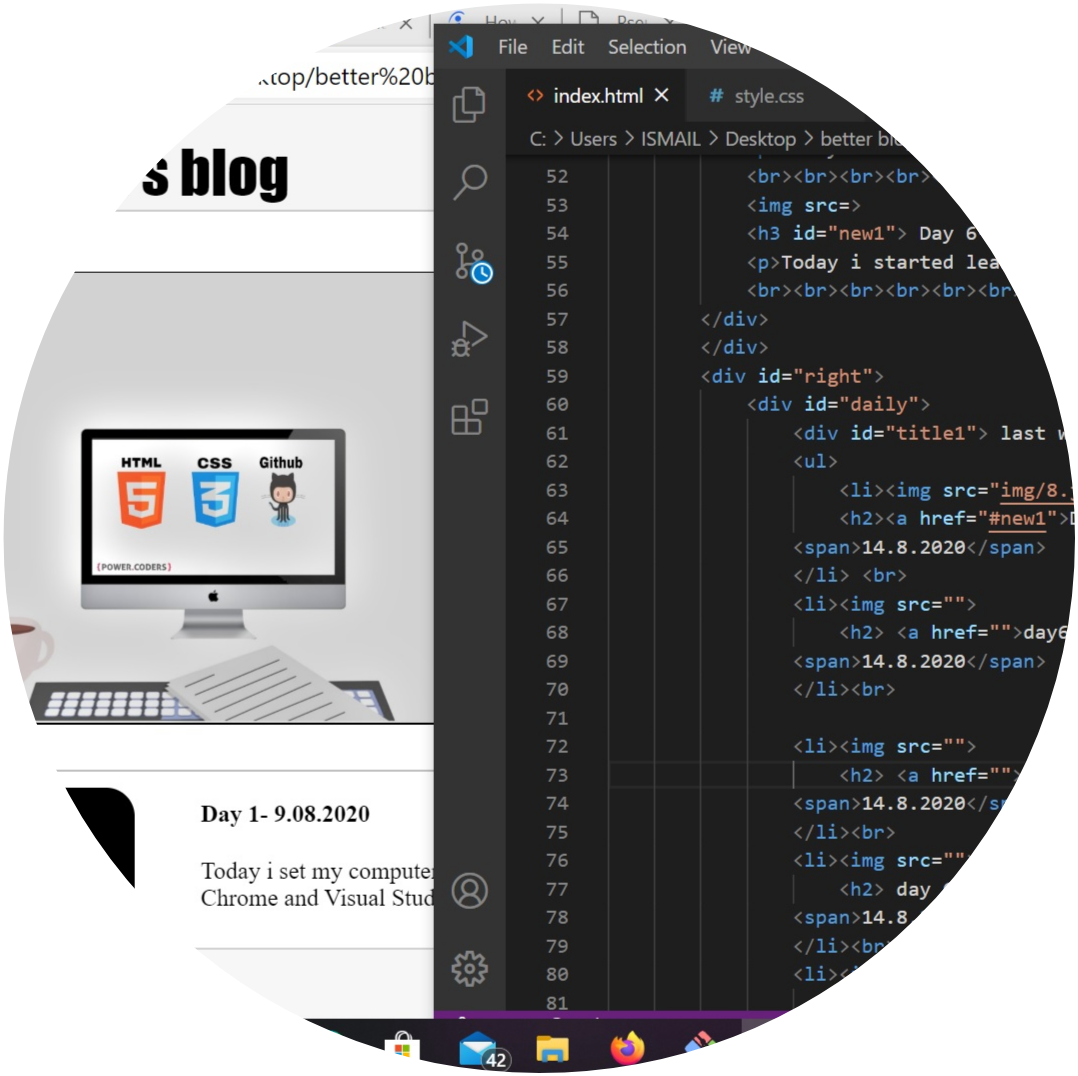 top/better%20b
s blog
HTML CSS Github
{POWER.CODERS}
Day 1- 9.08.2020
Today i set my computer
Chrome and Visual Stud
File Edit Selection View
<> index.html × # style.css
C: > Users > ISMAIL > Desktop > better
52 <br><br><br><br>
53 <img src=>
54 <h3 id="new1"> Day 6
55 <p>Today i started lea
56 <br><br><br><br><br><br>
57 </div>
58 </div>
59 <div id="right">
60 <div id="daily">
61 <div id="title1"> last
62 <ul>
63 <li><img src="img/8.
64 <h2><a href="#new1">
65 <span>14.8.2020</span>
66 </li> <br>
67 <li><img src="">
68 <h2> <a href="">day6
69 <span>14.8.2020</span>
70 </li><br>
71
72 <li><img src="">
73 <h2> <a href="">
74 <span>14.8.2020</sp
75 </li><br>
76 <li><img src=""
77 <h2> day
78 <span>14.8.
79 </li><br
80 <li><
81
42